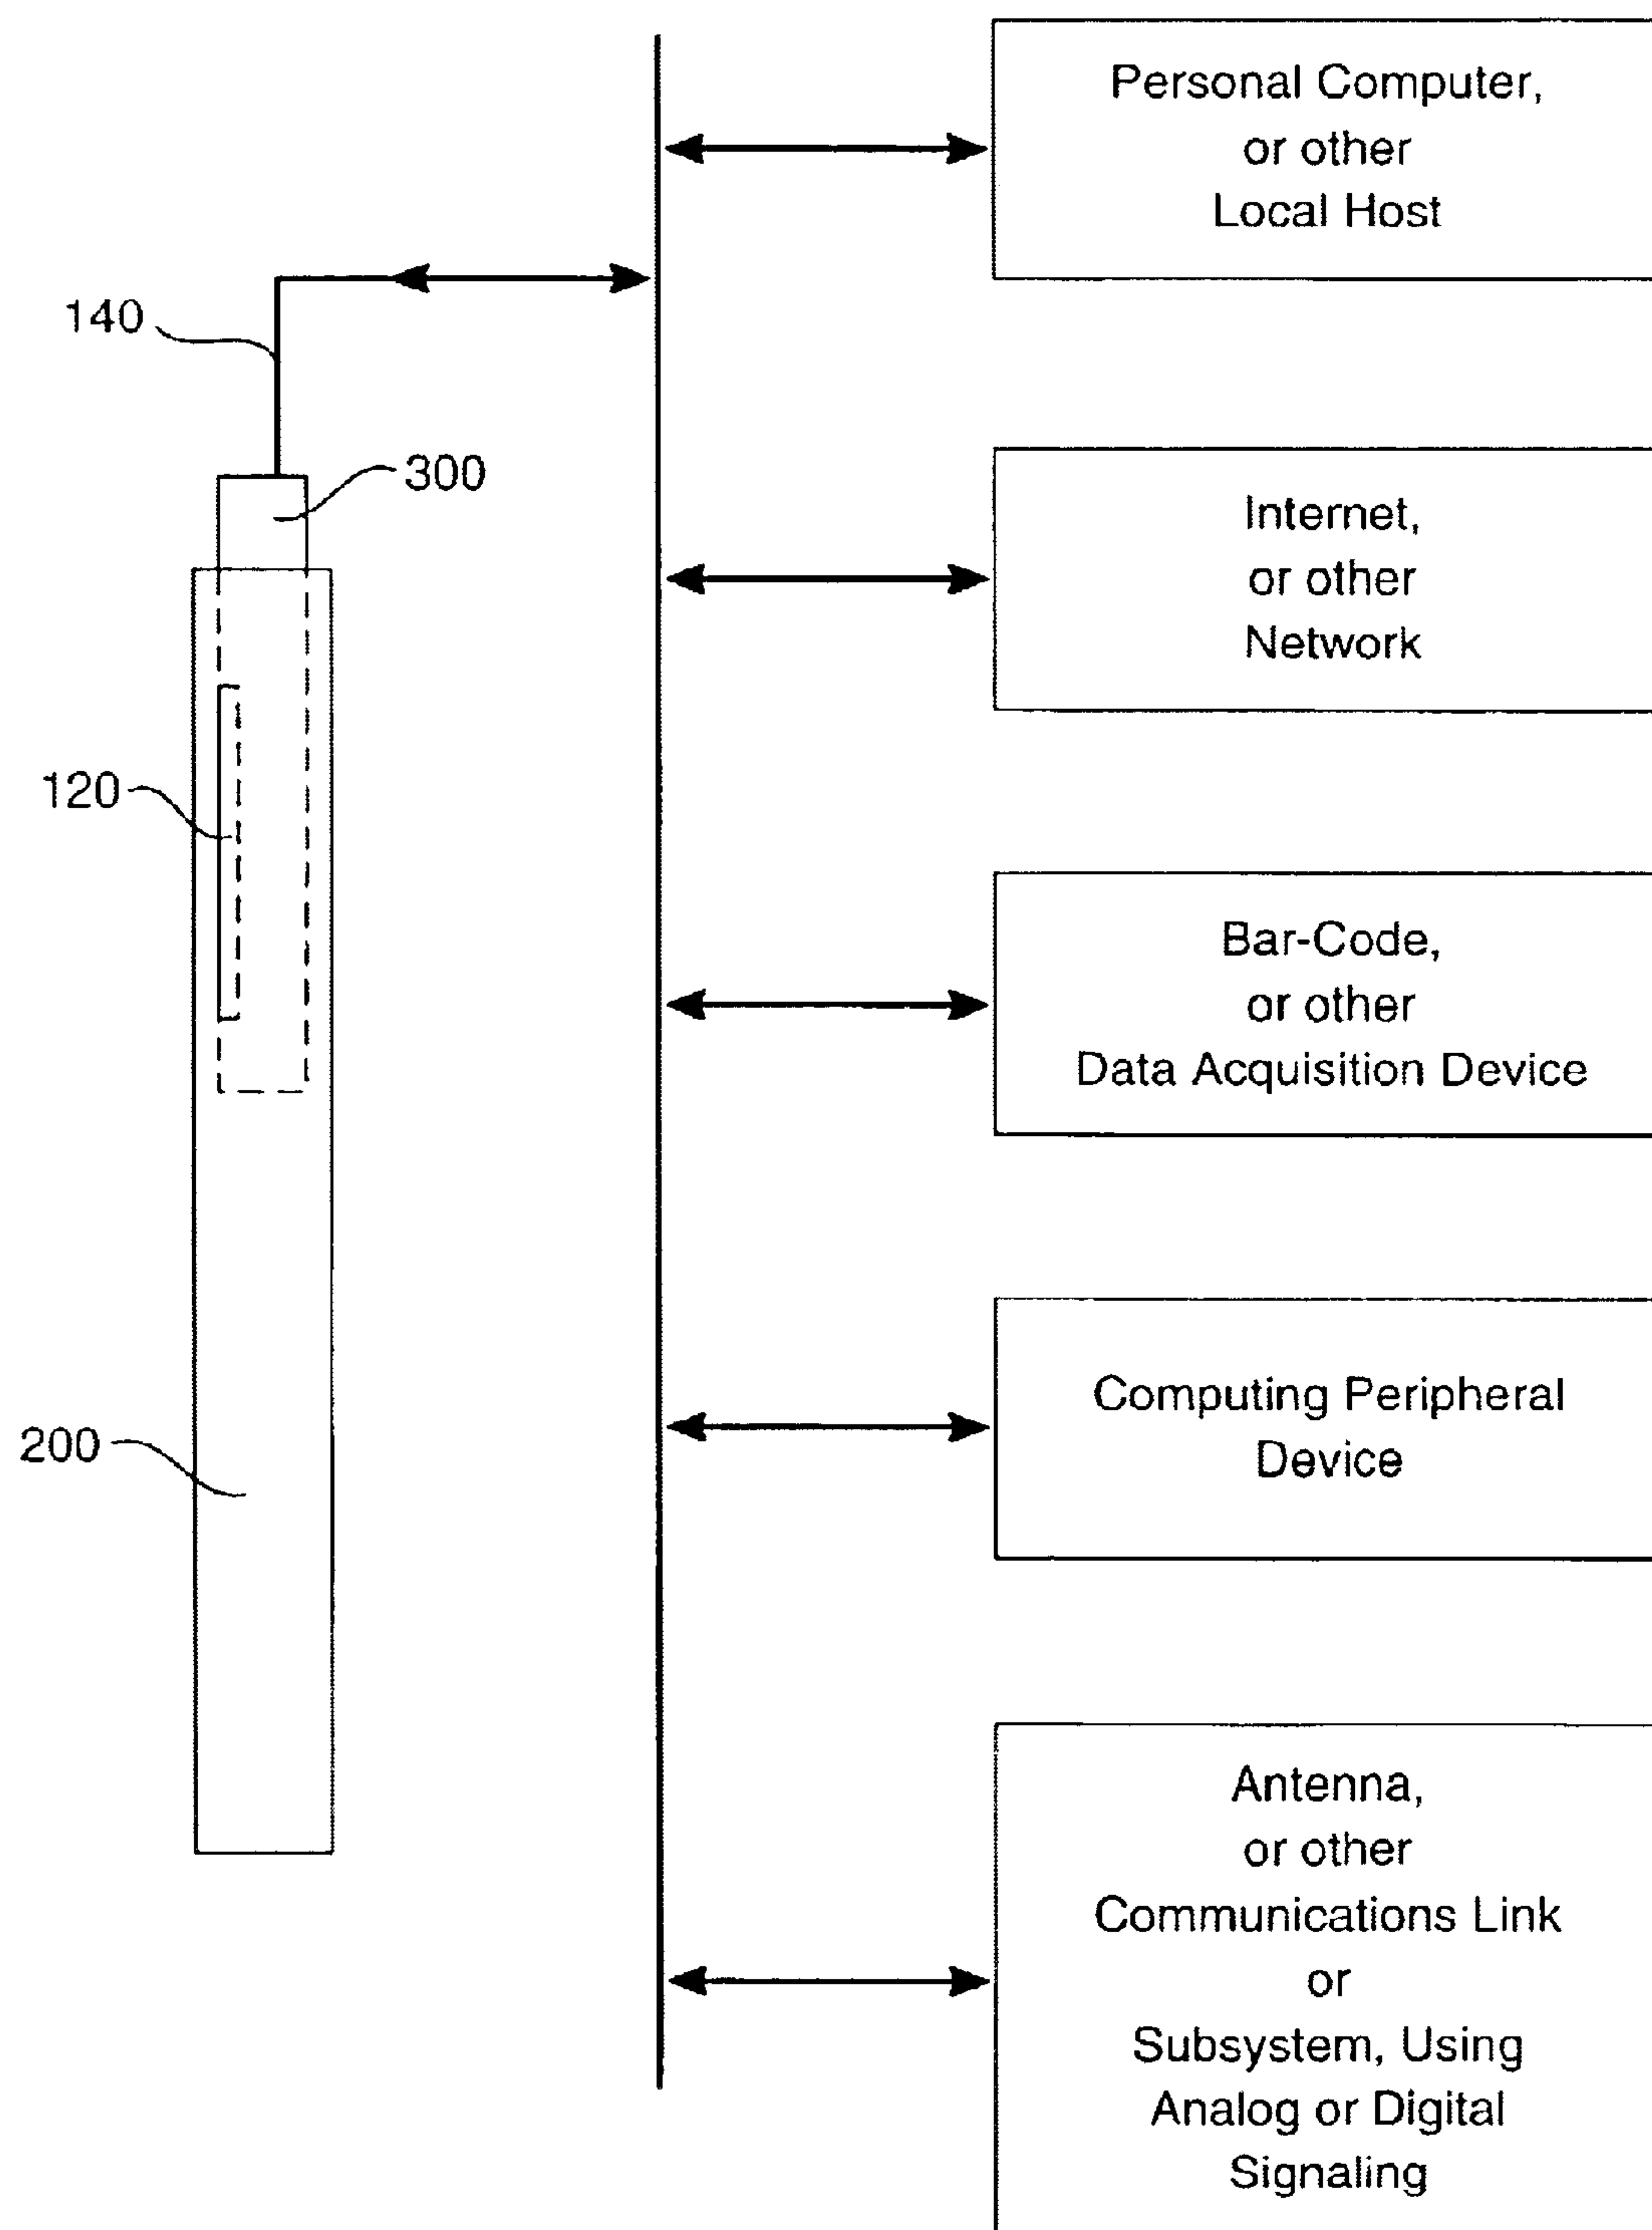 Personal Computer,
or other
Local Host
140
300
Internet,
or other
Network
120
Bar-Code,
or other
Data Acquisition Device
Computing Peripheral
Device
200
Antenna,
or other
Communications Link
or
Subsystem, Using
Analog or Digital
Signaling